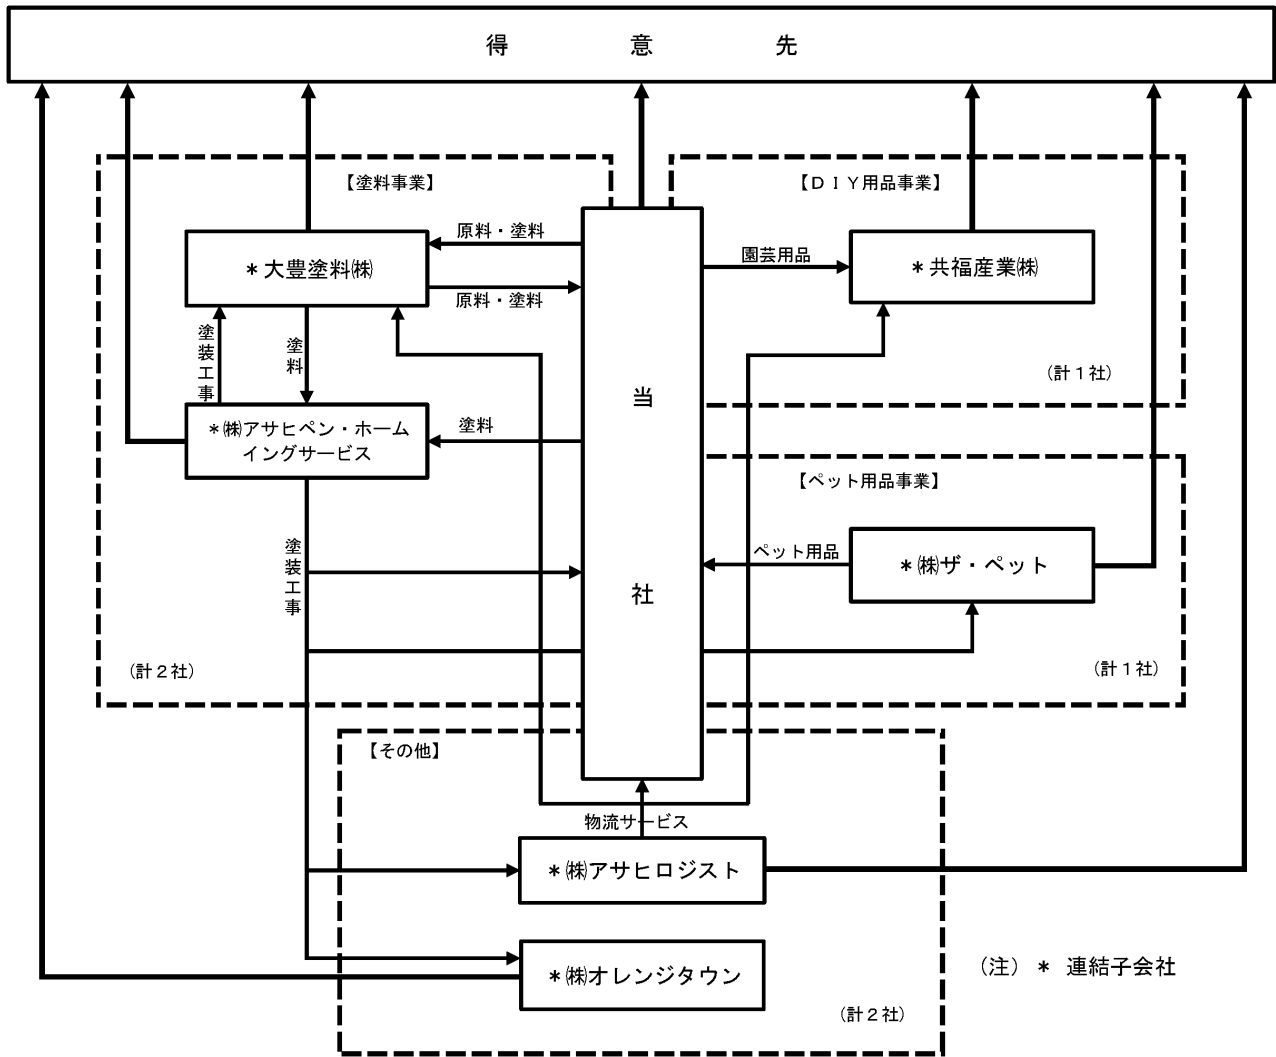 得意先
【塗料事業】
【ＤＩＹ用品事業】
原料・塗料
園芸用品
＊大豊塗料㈱
＊共福産業㈱
原料・塗料
塗装工事
塗料
当社
（計１社）
＊㈱アサヒペン・ホーム
イングサービス
塗料
【ペット用品事業】
塗装工事
ペット用品
＊㈱ザ・ペット
（計２社）
（計１社）
【その他】
物流サービス
＊㈱アサヒロジスト
＊㈱オレンジタウン
（注）＊ 連結子会社
（計２社）